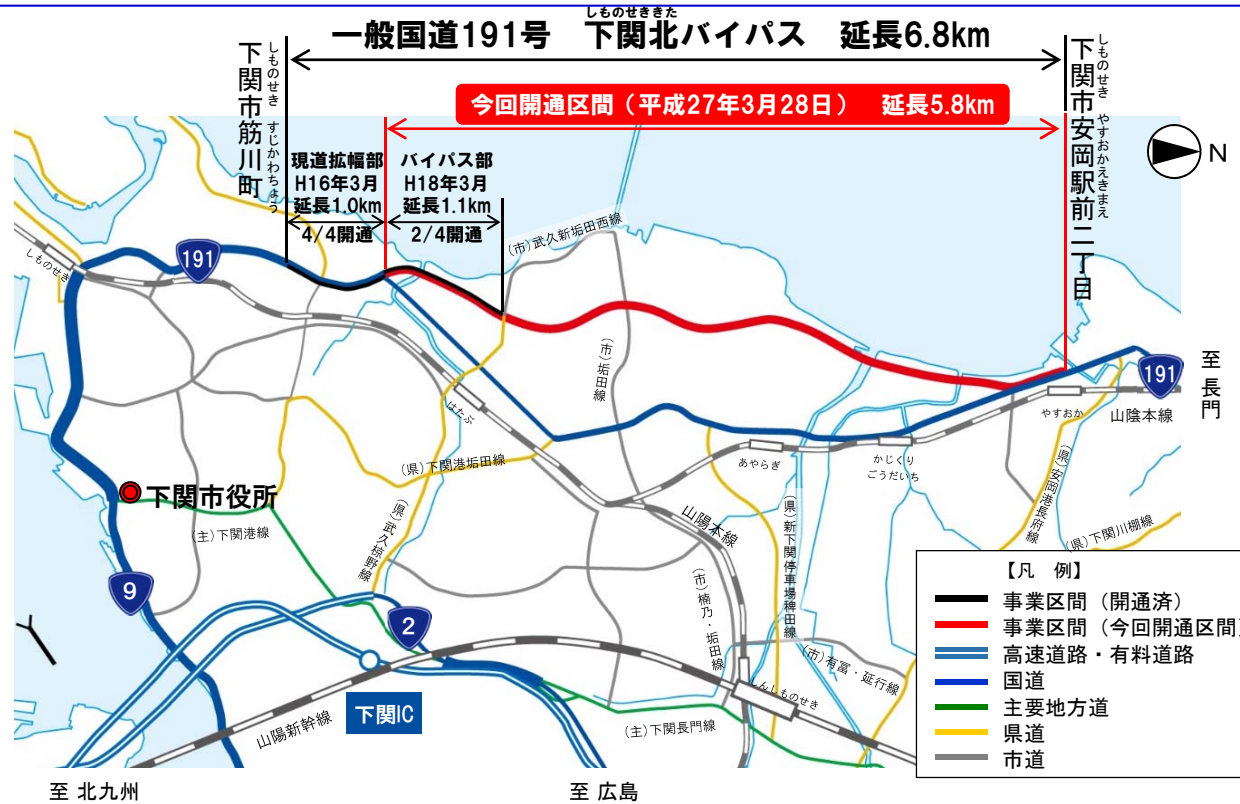 しものせききた
一般国道191号 下関北バイパス 延長6.8km
今回開通区間（平成27年3月28日） 延長5.8km
しものせき すじかわちょう
下関市筋川町
現道拡幅部
H16年3月
延長1.0km
4/4開通
バイパス部
H18年3月
延長1.1km
2/4開通
しものせき やすおかえきまえ
下関市安岡駅前二丁目
N
(市)武久新垢田西線
191
しものせき
(市)垢田線
はたぶ
191
至長門
やすおか
山陰本線
あやらぎ
かじくり
ごうだいち
(県)下関港垢田線
下関市役所
(主)下関港線
(県)武久椋野線
山陽本線
(県)新下関停車場稗田線
(県)安岡港長府線
(県)下関川棚線
9
2
(市)楠乃・垢田線
(市)有冨・延行線
しんしものせき
山陽新幹線
下関IC
(主)下関長門線
【凡 例】
事業区間（開通済）
事業区間（今回開通区間）
高速道路・有料道路
国道
主要地方道
県道
市道
至 北九州
至 広島